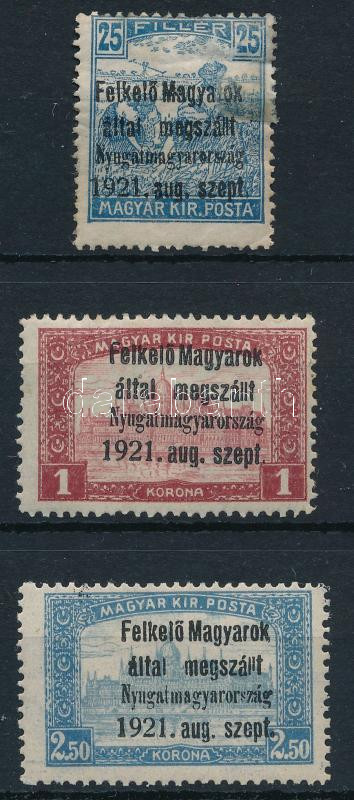 FILLÉR
25 25
Felkelő Magyarok
által megszállt
Nyugatmagyarország
1921. aug. szept.
MAGYAR KIR. POSTA
MAGYAR KIR. POSTA
Felkelő Magyarok
által megszállt
Nyugatmagyarország
1921. aug. szept.
1 KORONA 1
darabanth
MAGYAR KIR. POSTA
Felkelő Magyarok
által megszállt
Nyugatmagyarország
1921. aug. szept.
2.50 KORONA 2.50